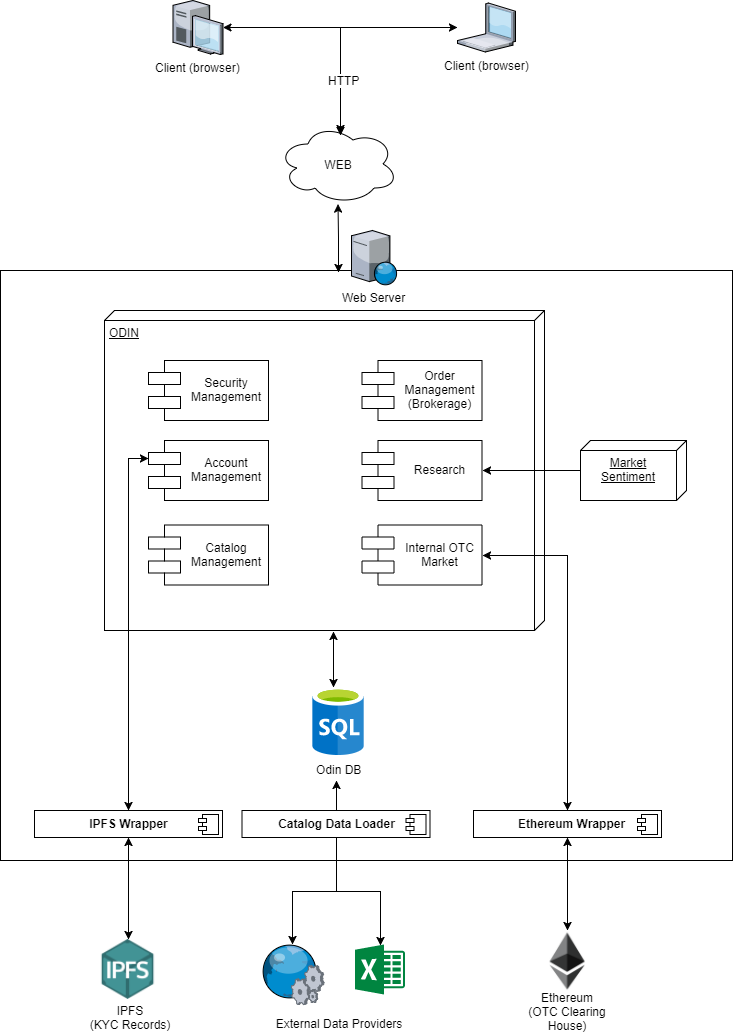 Client (browser)
Client (browser)
HTTP
WEB
Web Server
ODIN
Security
Management
Order
Management
(Brokerage)
Account
Management
Research
Market
Sentiment
Catalog
Management
Internal OTC
Market
SQL
Odin DB
IPFS Wrapper
Catalog Data Loader
Ethereum Wrapper
IPFS
X
IPFS
(KYC Records)
External Data Providers
Ethereum
(OTC Clearing
House)